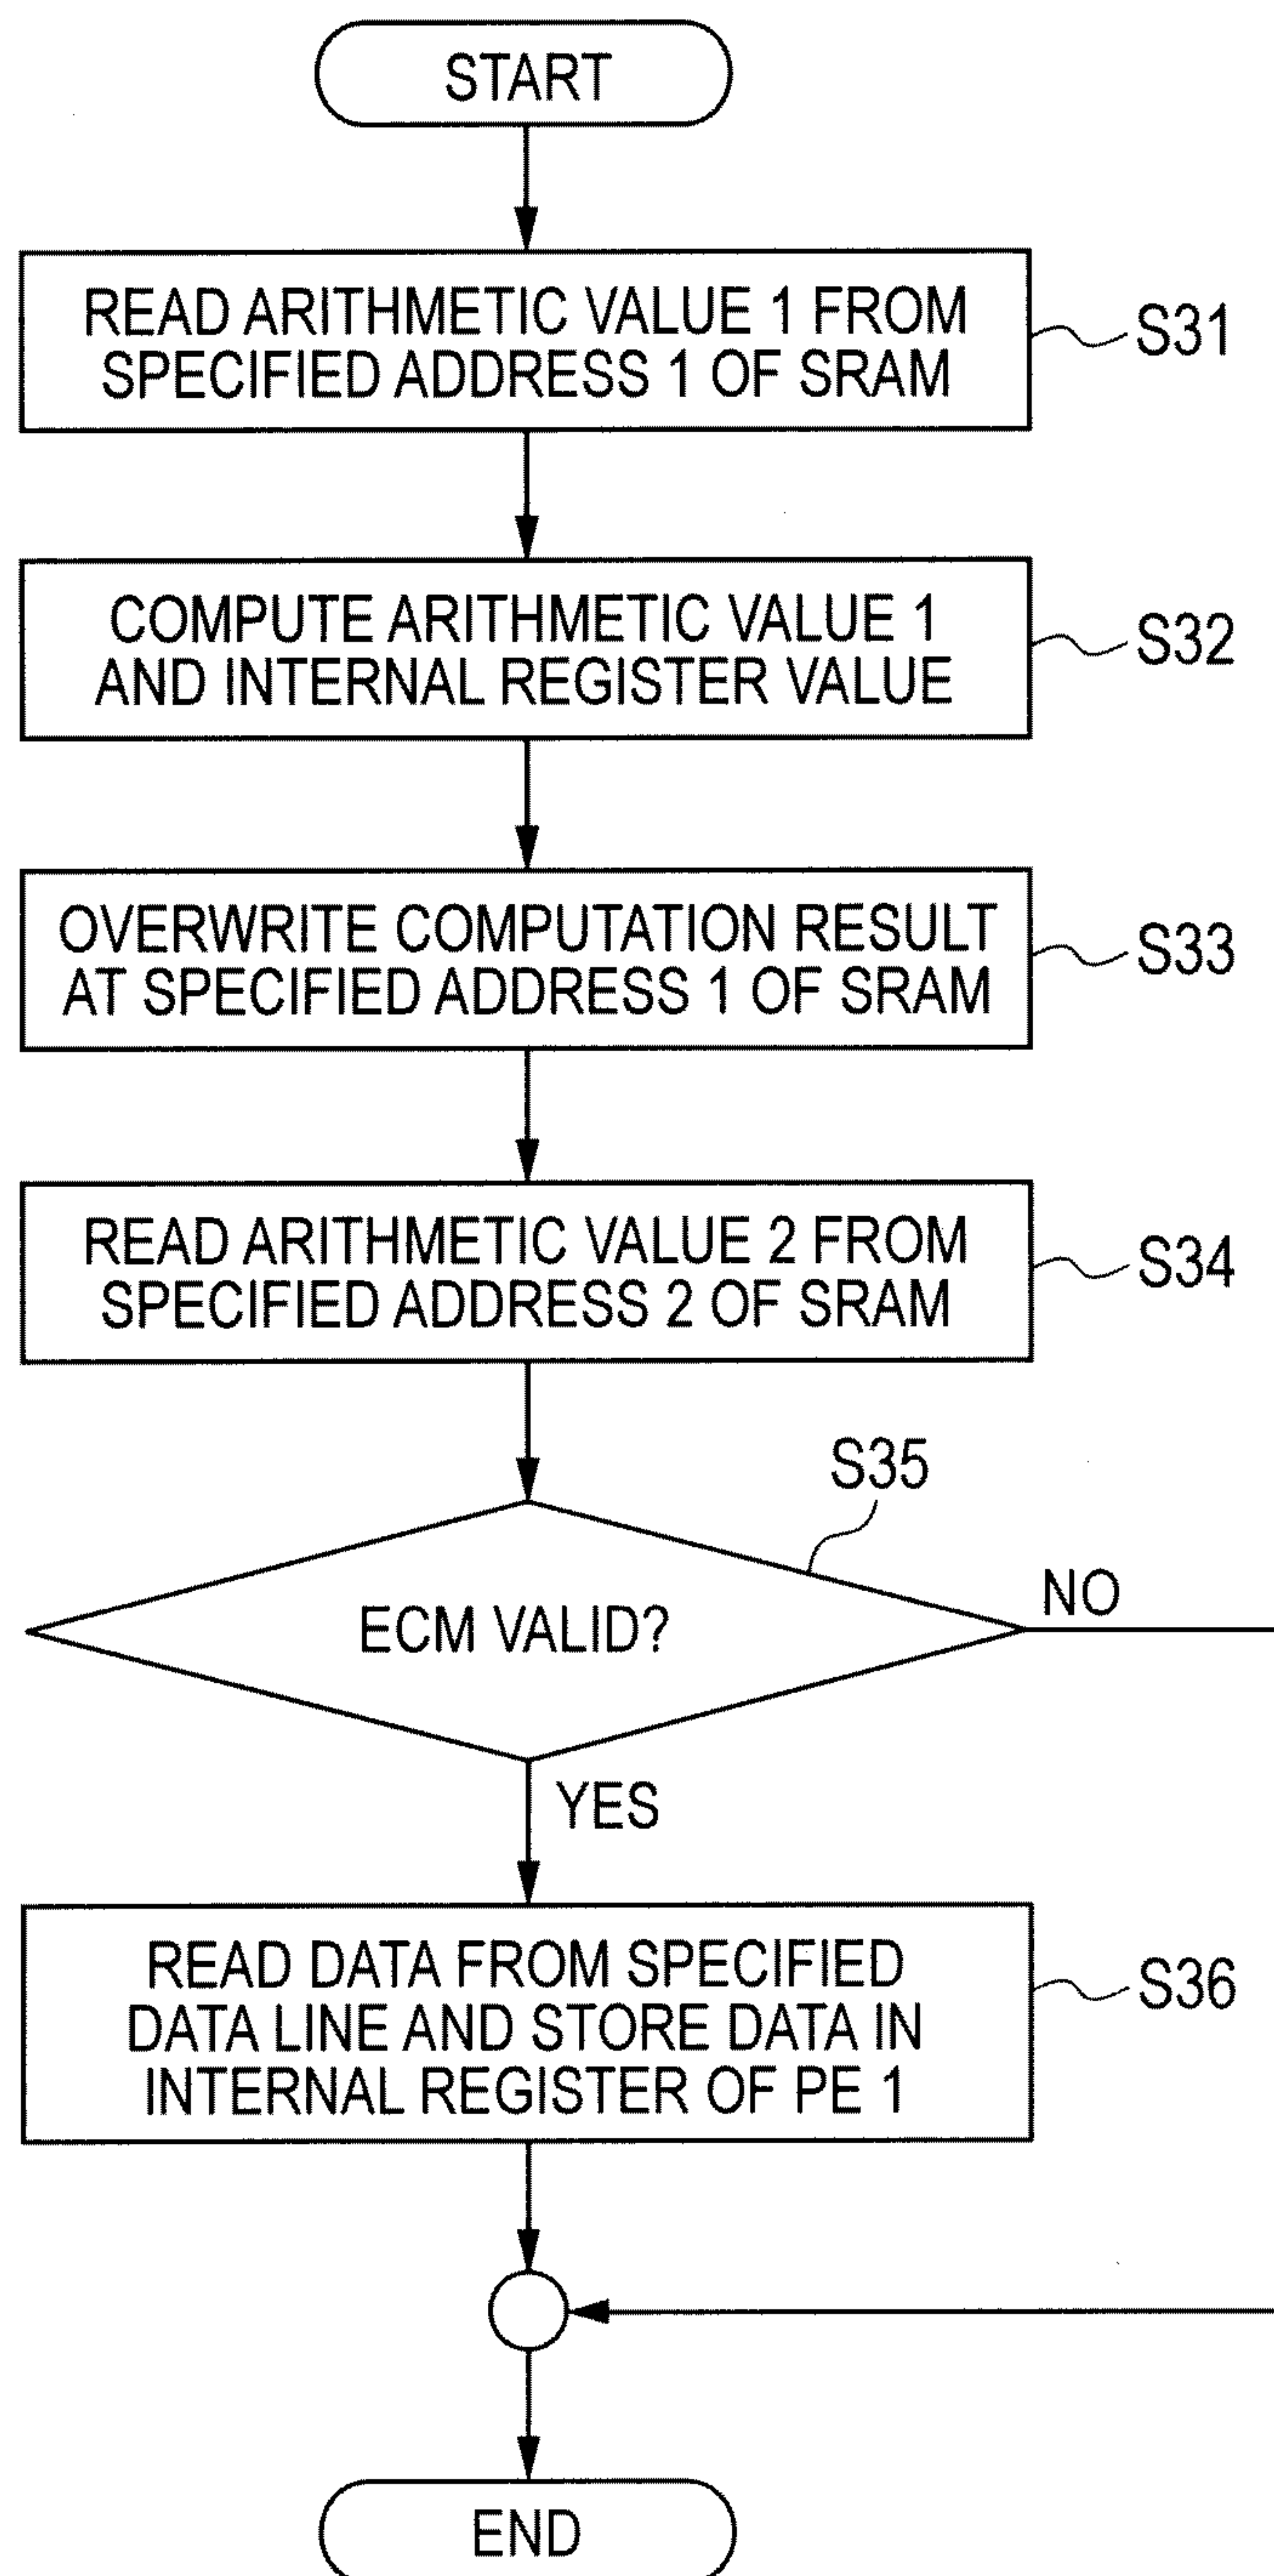 START
READ ARITHMETIC VALUE 1 FROM
SPECIFIED ADDRESS 1 OF SRAM
S31
COMPUTE ARITHMETIC VALUE 1
AND INTERNAL REGISTER VALUE
S32
OVERWRITE COMPUTATION RESULT
AT SPECIFIED ADDRESS 1 OF SRAM
S33
READ ARITHMETIC VALUE 2 FROM
SPECIFIED ADDRESS 2 OF SRAM
S34
S35
ECM VALID?
NO
YES
READ DATA FROM SPECIFIED
DATA LINE AND STORE DATA IN
INTERNAL REGISTER OF PE 1
S36
END